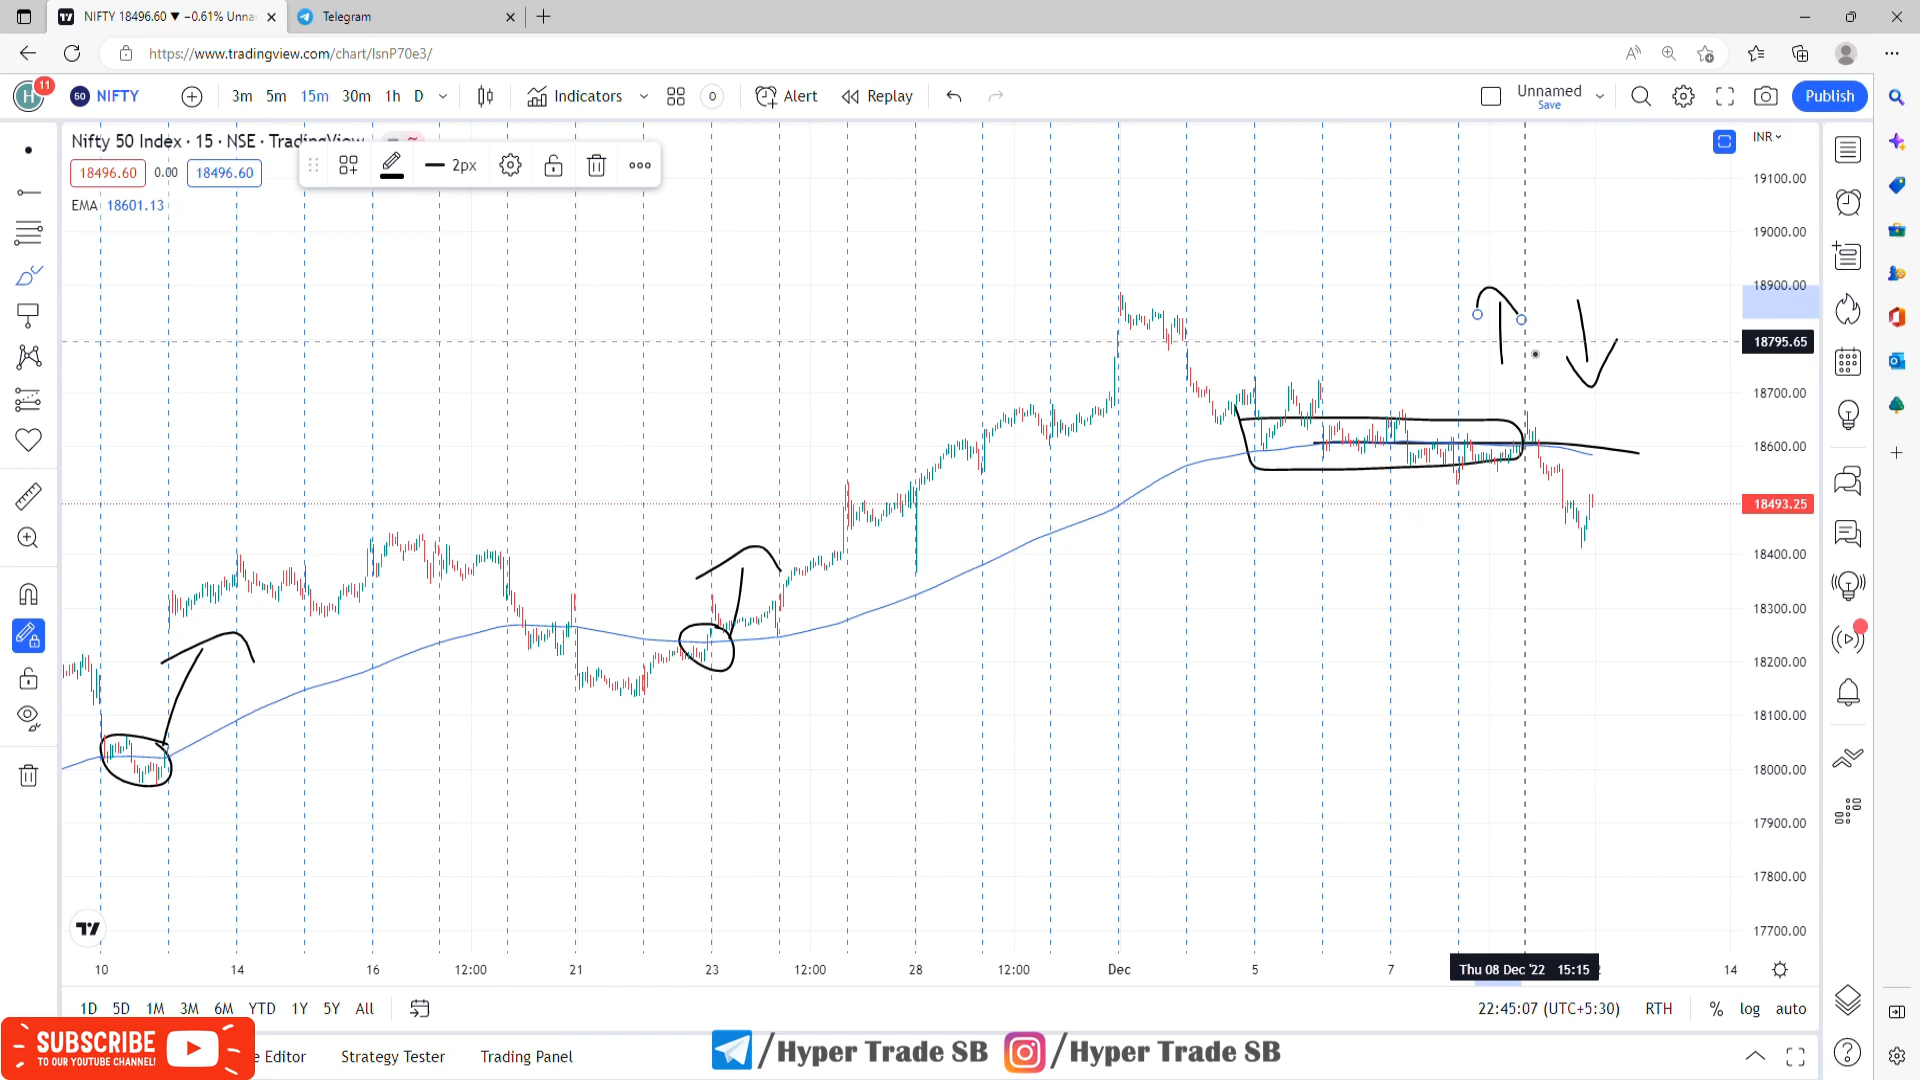 NIFTY 18496.60 ▼ −0.61% Unna
Telegram
https://www.tradingview.com/chart/IsnP70e3/
H 11
50 NIFTY 3m 5m 15m 30m 1h D Indicators 0 Alert Replay Unnamed Save Publish
Nifty 50 Index · 15 · NSE · TradingView
INR
18496.60 0.00 18496.60
2px
EMA 18601.13
19100.00
19000.00
18900.00
18795.65
18700.00
18600.00
18493.25
18400.00
18300.00
18200.00
18100.00
18000.00
17900.00
17800.00
17700.00
10 14 16 12:00 21 23 12:00 28 12:00 Dec 5 7 Thu 08 Dec '22 15:15 14
1D 5D 1M 3M 6M YTD 1Y 5Y All 22:45:07 (UTC+5:30) RTH % log auto
SUBSCRIBE
TO OUR YOUTUBE CHANNEL!
e Editor Strategy Tester Trading Panel
/Hyper Trade SB /Hyper Trade SB